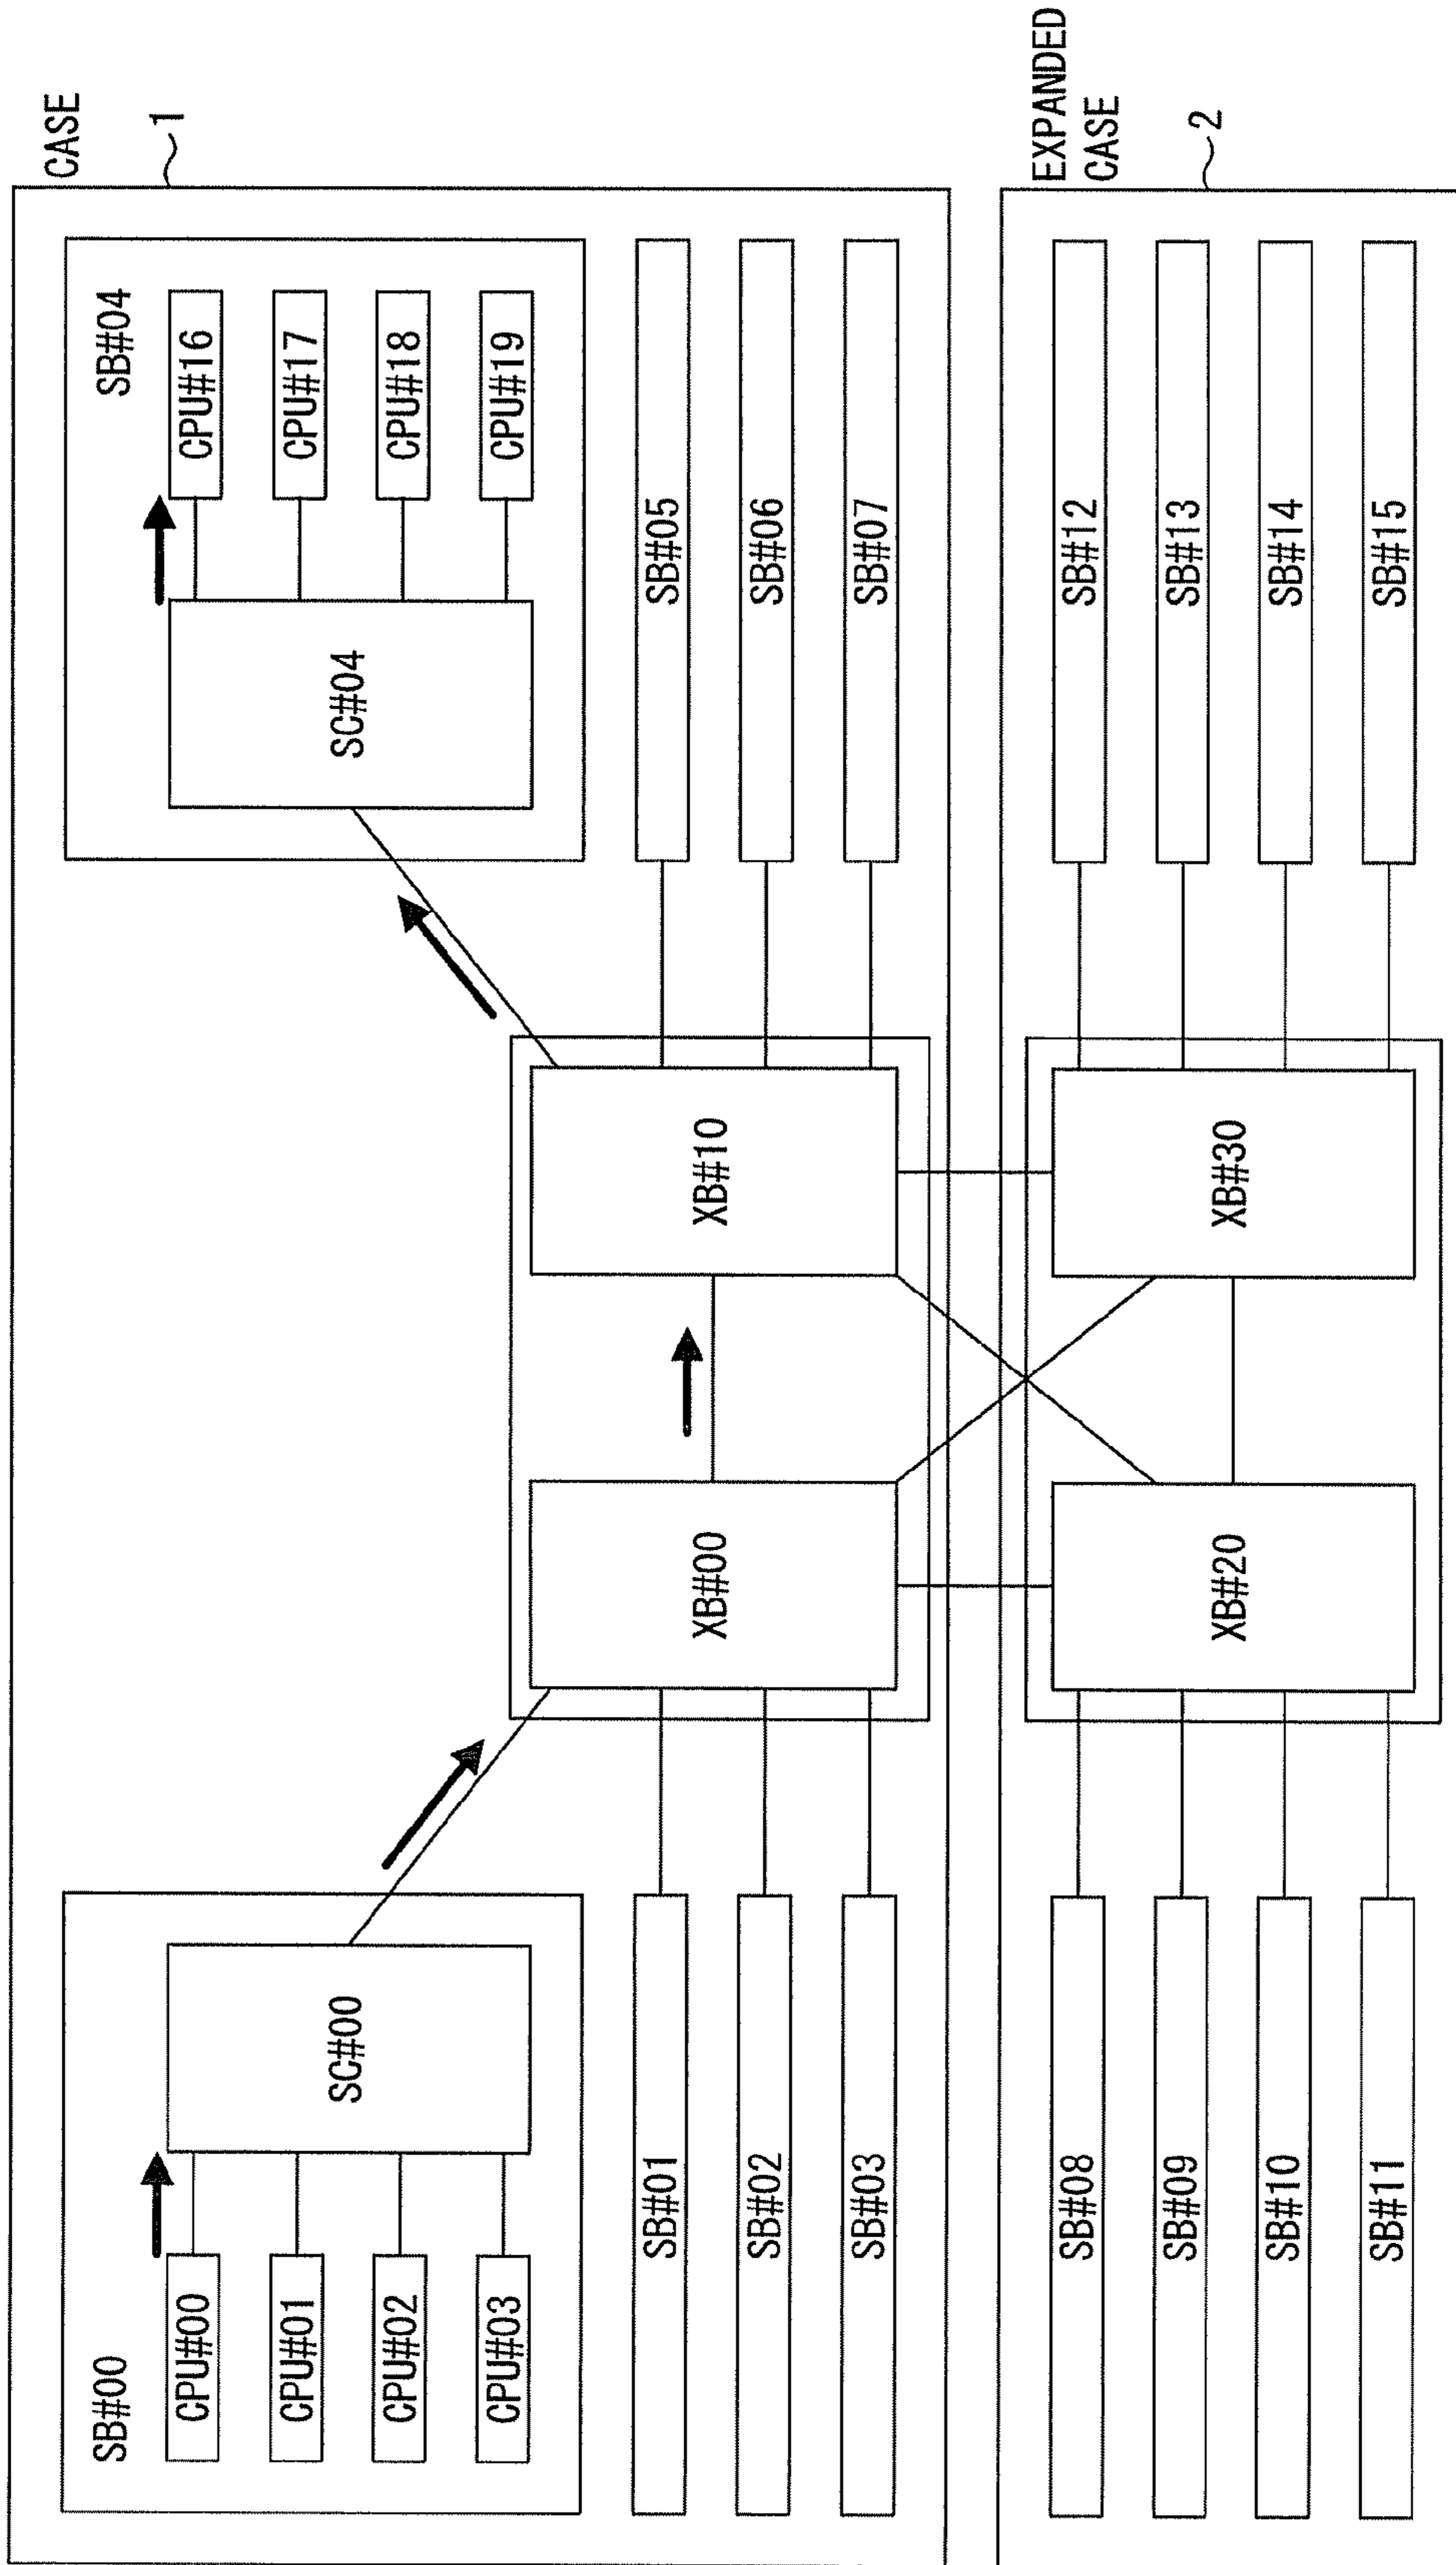 CASE
1
SB#00
CPU#00
CPU#01
CPU#02
CPU#03
SC#00
SB#04
SC#04
CPU#16
CPU#17
CPU#18
CPU#19
SB#01
SB#02
SB#03
XB#00
XB#10
SB#05
SB#06
SB#07
EXPANDED
CASE
2
SB#08
SB#09
SB#10
SB#11
XB#20
XB#30
SB#12
SB#13
SB#14
SB#15